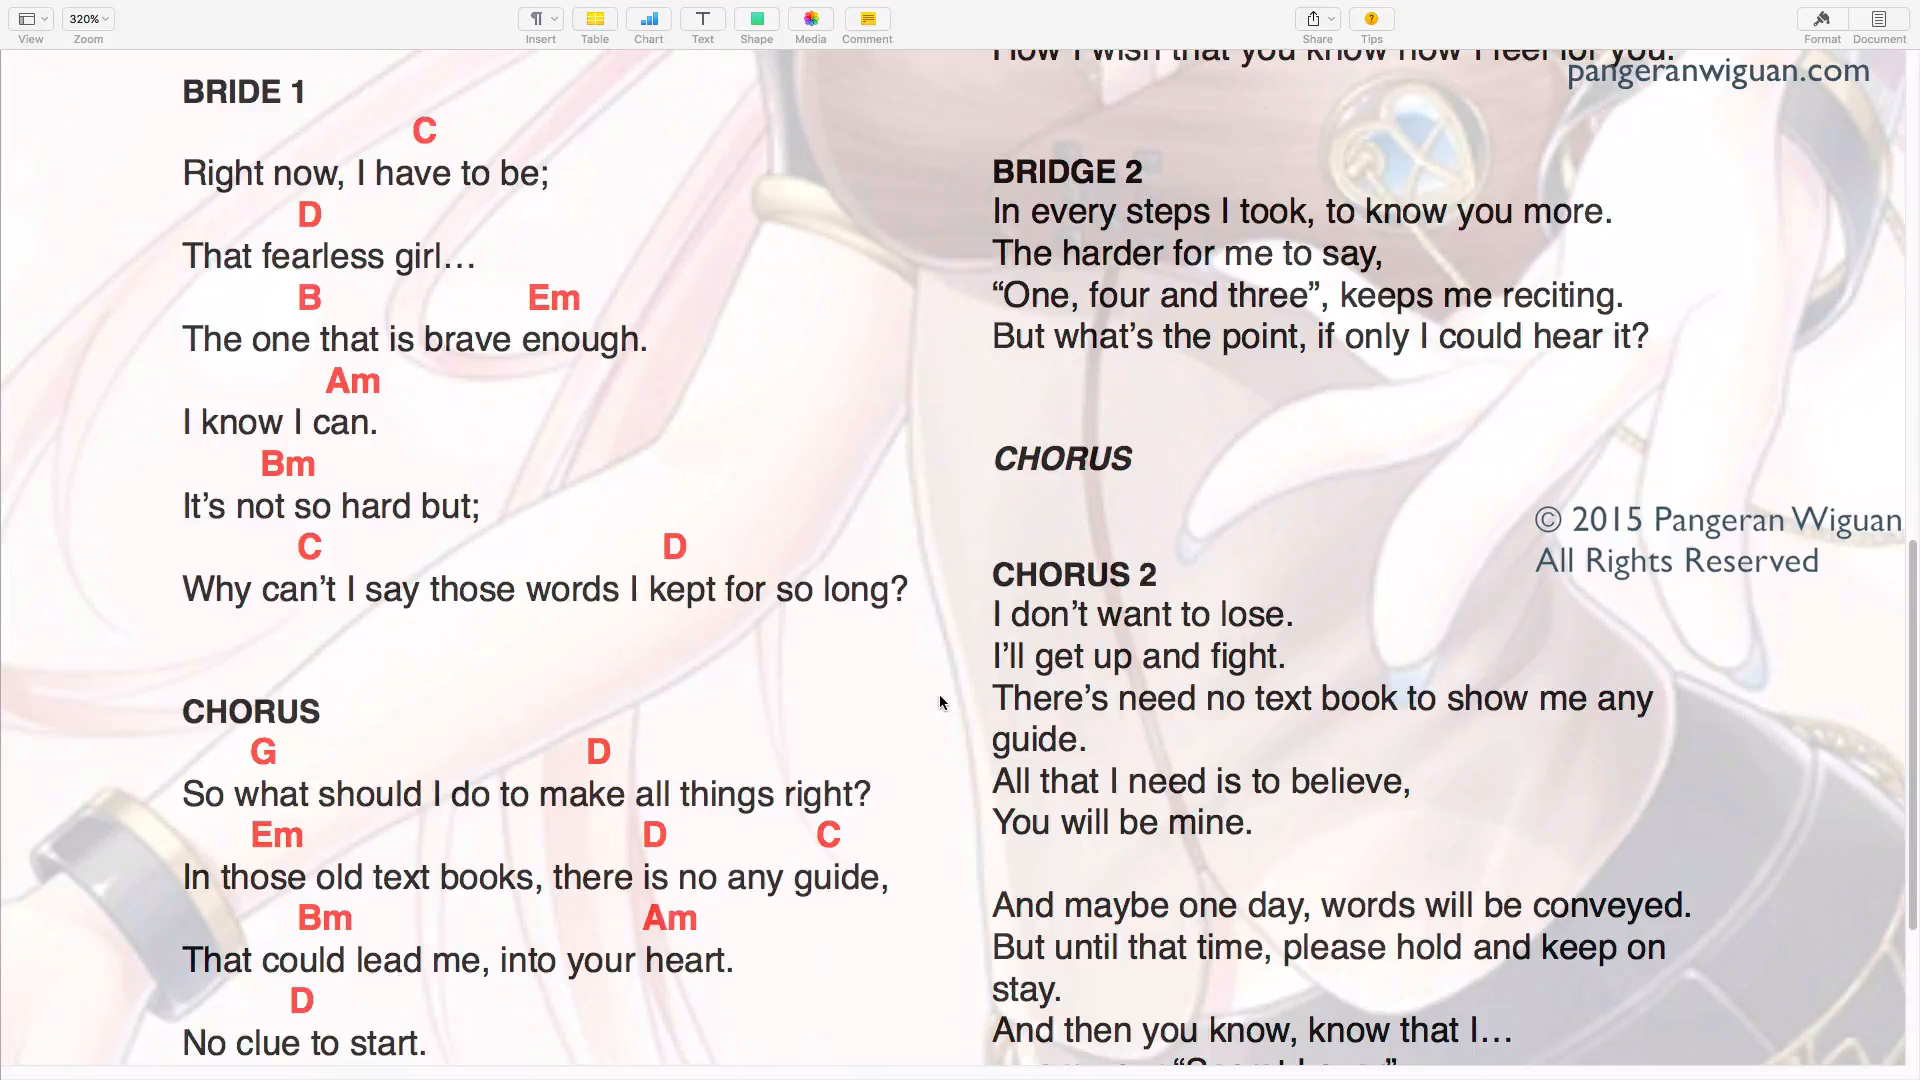 View
320%
Zoom
Insert
Table
Chart
Text
Shape
Media
Comment
Share
Tips
Format
Document
BRIDE 1
C
Right now, I have to be;
D
That fearless girl…
B Em
The one that is brave enough.
Am
I know I can.
Bm
It’s not so hard but;
C D
Why can’t I say those words I kept for so long?
CHORUS
G D
So what should I do to make all things right?
Em D C
In those old text books, there is no any guide,
Bm Am
That could lead me, into your heart.
D
No clue to start.
How I wish that you know how I feel for you.
pangeranwiguan.com
BRIDGE 2
In every steps I took, to know you more.
The harder for me to say,
“One, four and three”, keeps me reciting.
But what’s the point, if only I could hear it?
CHORUS
© 2015 Pangeran Wiguan
All Rights Reserved
CHORUS 2
I don’t want to lose.
I’ll get up and fight.
There’s need no text book to show me any
guide.
All that I need is to believe,
You will be mine.
And maybe one day, words will be conveyed.
But until that time, please hold and keep on
stay.
And then you know, know that I…